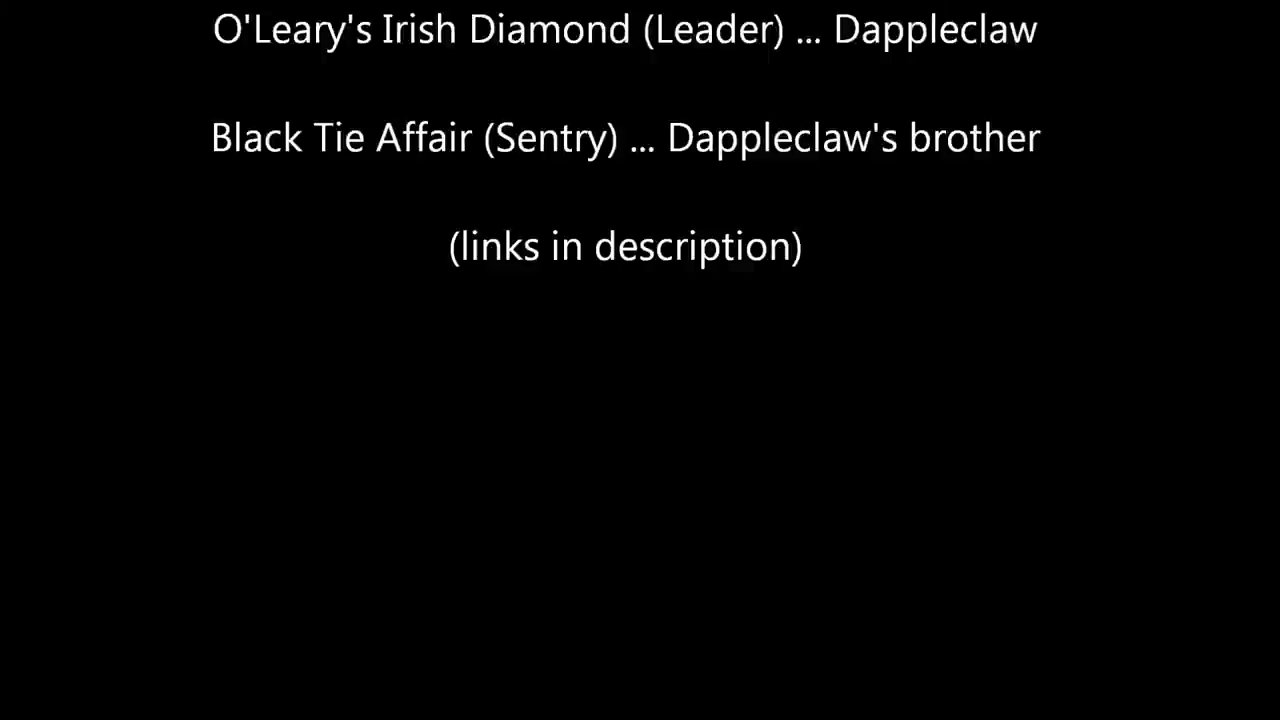 O'Leary's Irish Diamond (Leader) ... Dappleclaw
Black Tie Affair (Sentry) ... Dappleclaw's brother
(links in description)